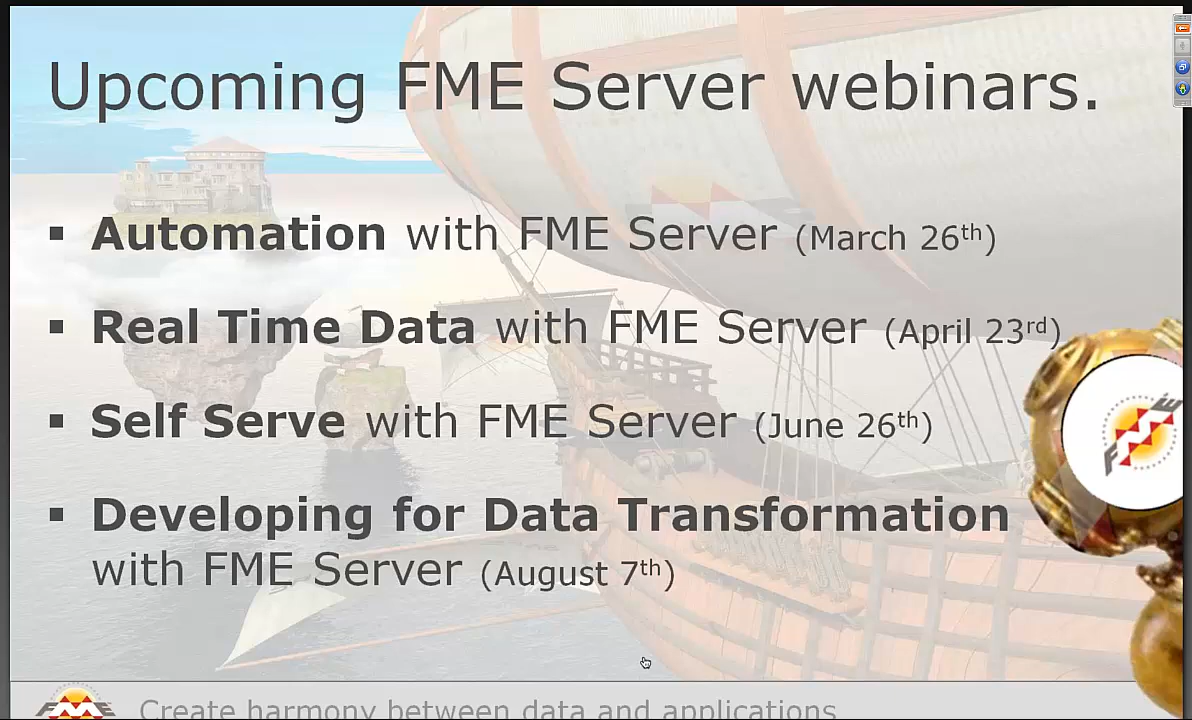 Upcoming FME Server webinars.
▪ Automation with FME Server (March 26th)
▪ Real Time Data with FME Server (April 23rd)
▪ Self Serve with FME Server (June 26th)
▪ Developing for Data Transformation
with FME Server (August 7th)
FME
FME Create harmony between data and applications